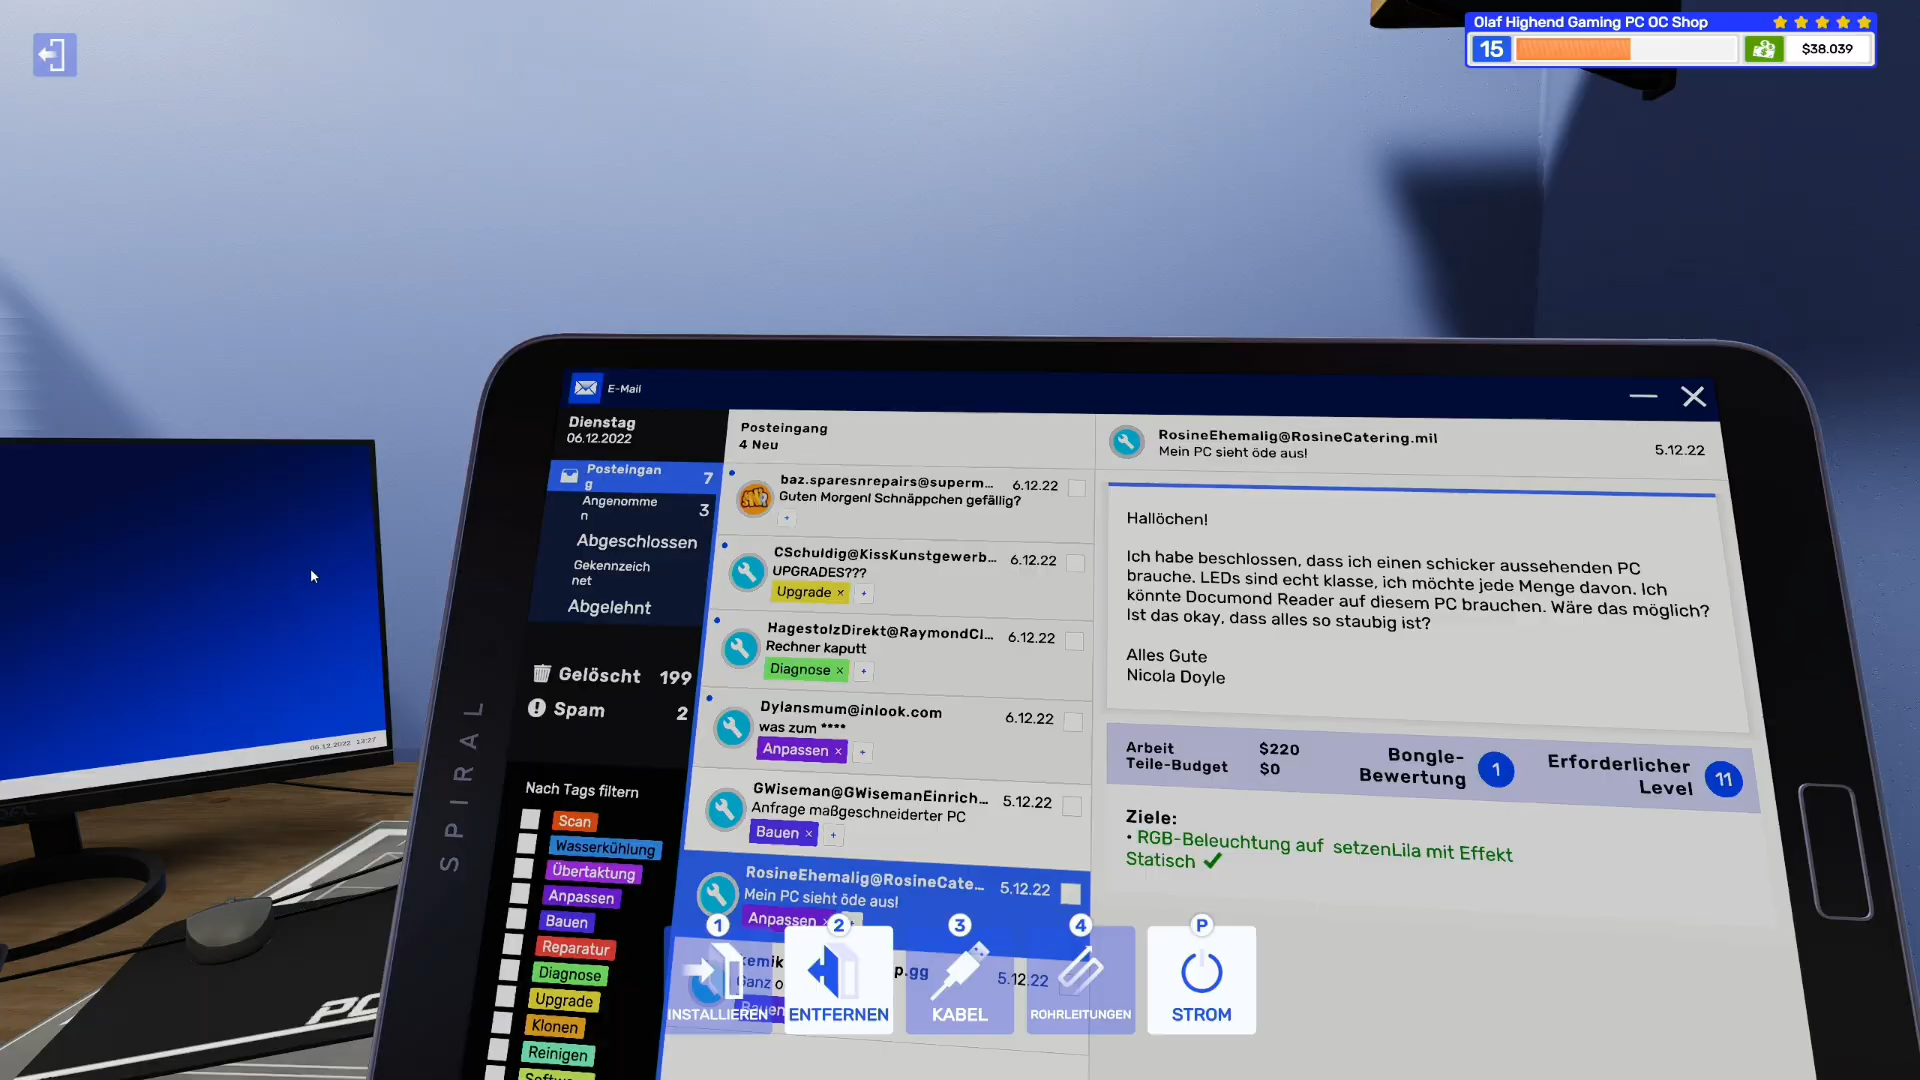 Olaf Highend Gaming PC OC Shop
15
$38.039
E-Mail
Dienstag
06.12.2022
Posteingan
g
7
Angenomme
n
3
Abgeschlossen
Gekennzeich
net
Abgelehnt
Gelöscht 199
Spam 2
Nach Tags filtern
Scan
Wasserkühlung
Übertaktung
Anpassen
Bauen
Reparatur
Diagnose
Upgrade
Klonen
Reinigen
Posteingang
4 Neu
baz.sparesnrepairs@superm... 6.12.22
Guten Morgen! Schnäppchen gefällig?
+
CSchuldig@KissKunstgewerb... 6.12.22
UPGRADES???
Upgrade × +
HagestolzDirekt@RaymondCl... 6.12.22
Rechner kaputt
Diagnose × +
Dylansmum@inlook.com 6.12.22
was zum ****
Anpassen × +
GWiseman@GWisemanEinrich... 5.12.22
Anfrage maßgeschneiderter PC
Bauen × +
RosineEhemalig@RosineCate... 5.12.22
Mein PC sieht öde aus!
Anpassen
5.12.22
RosineEhemalig@RosineCatering.mil
Mein PC sieht öde aus!
5.12.22
Hallöchen!
Ich habe beschlossen, dass ich einen schicker aussehenden PC
brauche. LEDs sind echt klasse, ich möchte jede Menge davon. Ich
könnte Documond Reader auf diesem PC brauchen. Wäre das möglich?
Ist das okay, dass alles so staubig ist?
Alles Gute
Nicola Doyle
Arbeit $220
Teile-Budget $0
Bongle-
Bewertung
1
Erforderlicher
Level
11
Ziele:
• RGB-Beleuchtung auf setzenLila mit Effekt
Statisch ✓
1
INSTALLIEREN
2
ENTFERNEN
3
KABEL
4
ROHRLEITUNGEN
P
STROM
SPIRAL
06.12.2022 13:27